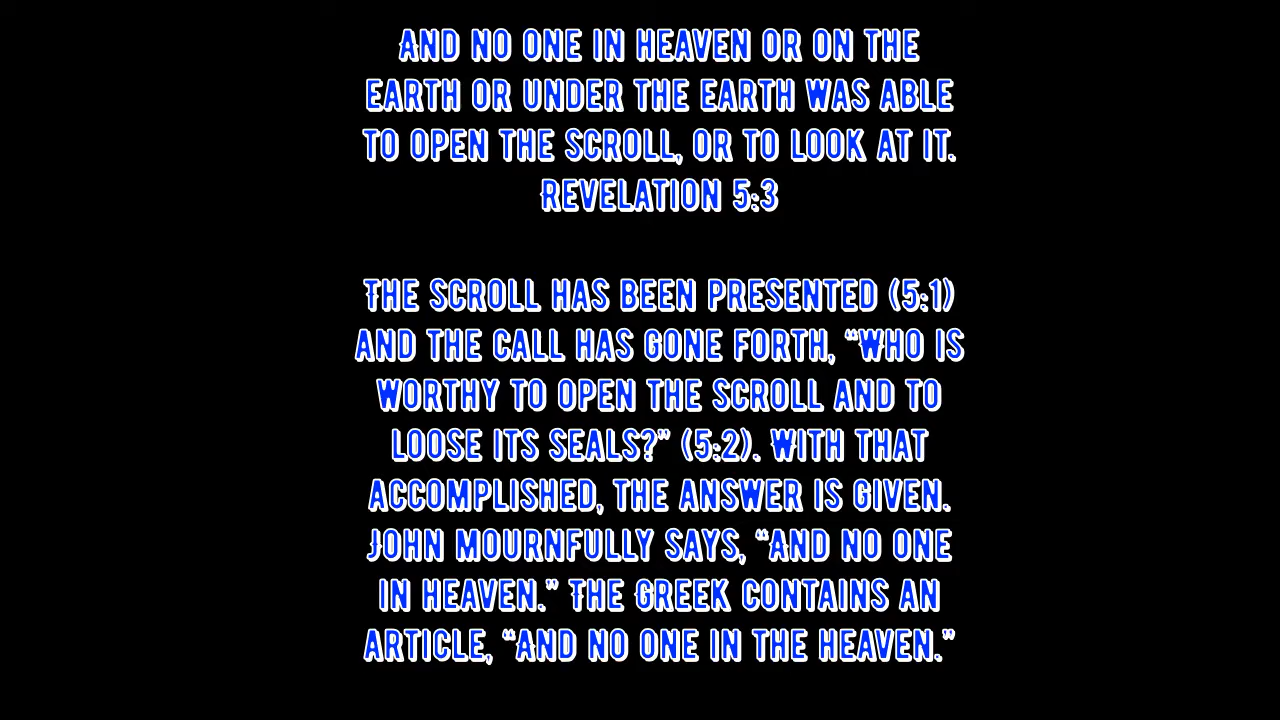 And no one in heaven or on the
earth or under the earth was able
to open the scroll, or to look at it.
Revelation 5:3
The scroll has been presented (5:1)
and the call has gone forth, “Who is
worthy to open the scroll and to
loose its seals?” (5:2). With that
accomplished, the answer is given.
John mournfully says, “And no one
in heaven.” The Greek contains an
article, “And no one in the heaven.”